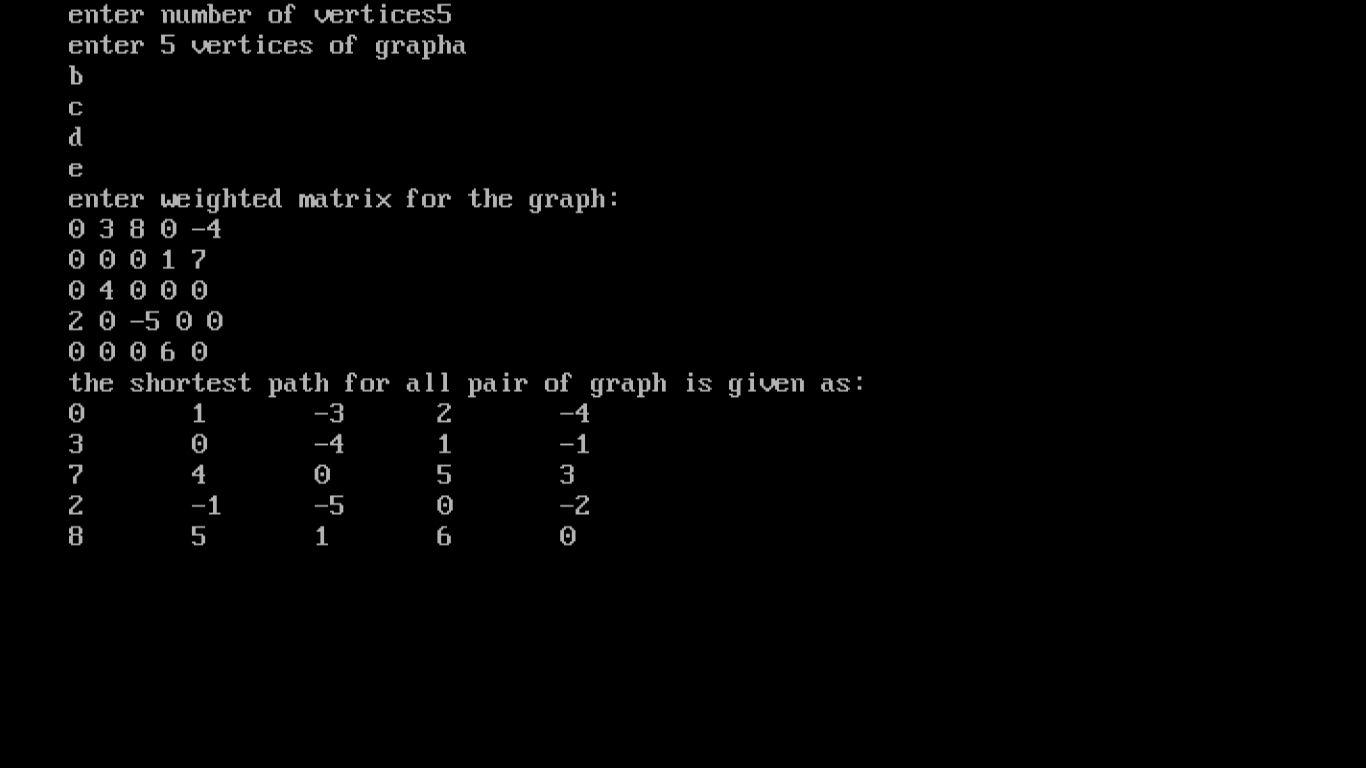 enter number of vertices5
enter 5 vertices of grapha
b
c
d
e
enter weighted matrix for the graph:
0 3 8 0 -4
0 0 0 1 7
0 4 0 0 0
2 0 -5 0 0
0 0 0 6 0
the shortest path for all pair of graph is given as:
0 1 -3 2 -4
3 0 -4 1 -1
7 4 0 5 3
2 -1 -5 0 -2
8 5 1 6 0